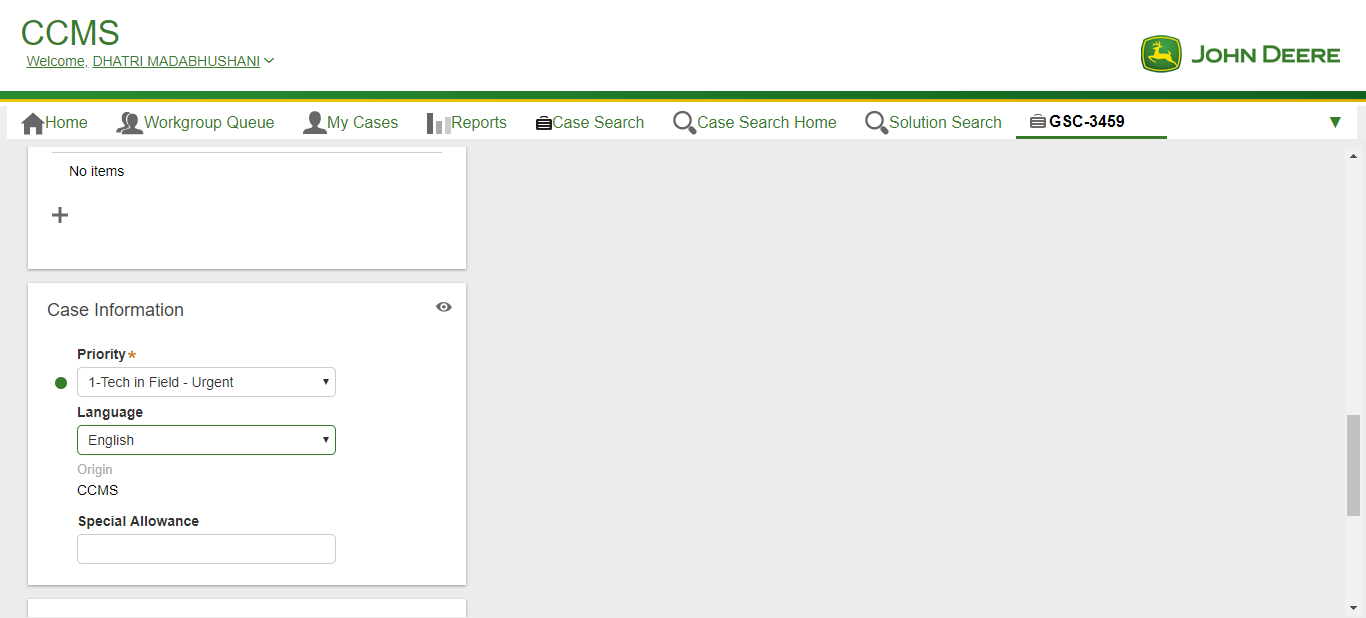 CCMS
Welcome, DHATRI MADABHUSHANI
JOHN DEERE
Home Workgroup Queue My Cases Reports Case Search Case Search Home Solution Search GSC-3459
No items
Case Information
Priority*
1-Tech in Field - Urgent
Language
English
Origin
CCMS
Special Allowance